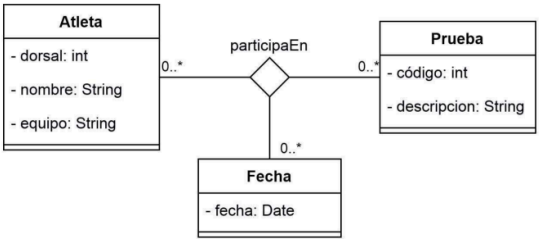 Atleta
- dorsal: int
- nombre: String
- equipo: String
participaEn
0..*
0..*
0..*
Prueba
- código: int
- descripcion: String
Fecha
- fecha: Date